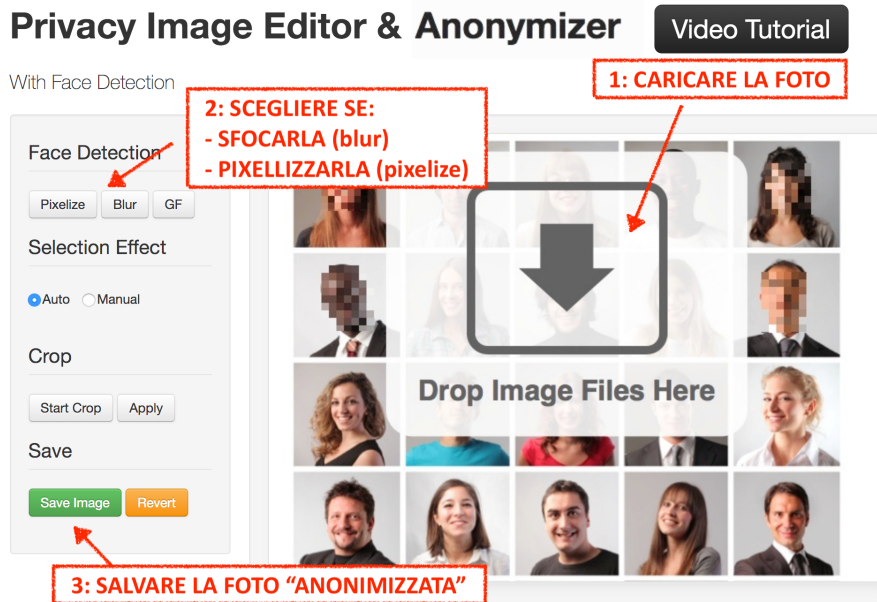 Privacy Image Editor & Anonymizer
Video Tutorial
With Face Detection
1: CARICARE LA FOTO
2: SCEGLIERE SE:
- SFOCARLA (blur)
- PIXELLIZZARLA (pixelize)
Face Detection
Pixelize Blur GF
Selection Effect
Auto Manual
Crop
Start Crop Apply
Save
Save Image Revert
Drop Image Files Here
3: SALVARE LA FOTO “ANONIMIZZATA”